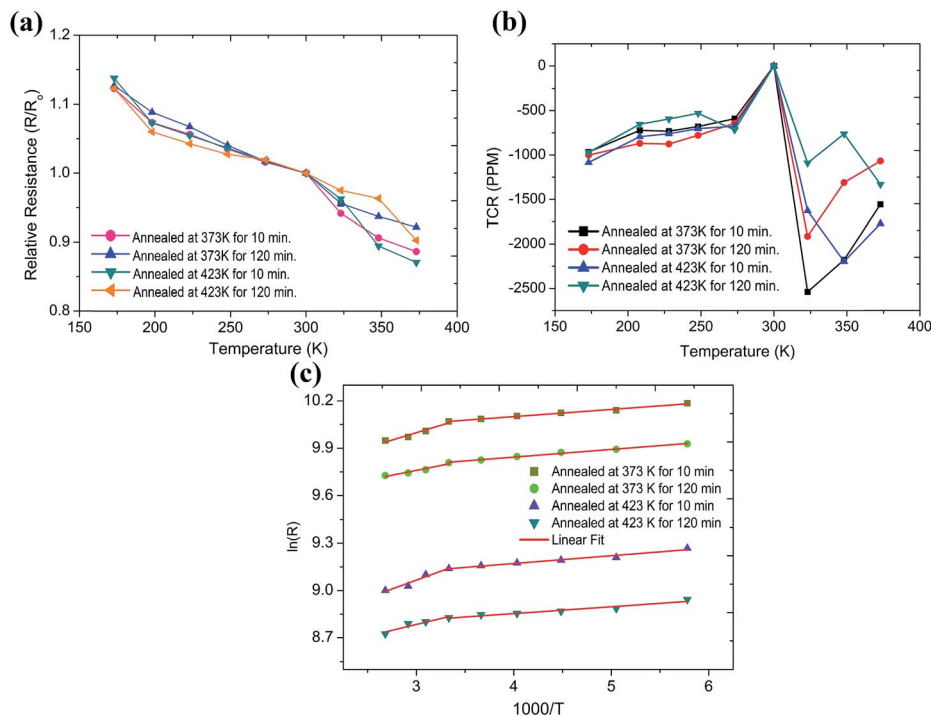 (a)
1.2
1.1
1.0
0.9
0.8
Relative Resistance (R/Ro)
Annealed at 373K for 10 min.
Annealed at 373K for 120 min.
Annealed at 423K for 10 min.
Annealed at 423K for 120 min.
150 200 250 300 350 400
Temperature (K)
(b)
0
-500
-1000
-1500
-2000
-2500
TCR (PPM)
Annealed at 373K for 10 min.
Annealed at 373K for 120 min.
Annealed at 423K for 10 min.
Annealed at 423K for 120 min.
150 200 250 300 350 400
Temperature (K)
(c)
10.2
9.9
9.6
9.3
9.0
8.7
ln(R)
Annealed at 373 K for 10 min
Annealed at 373 K for 120 min
Annealed at 423 K for 10 min
Annealed at 423 K for 120 min
Linear Fit
3 4 5 6
1000/T